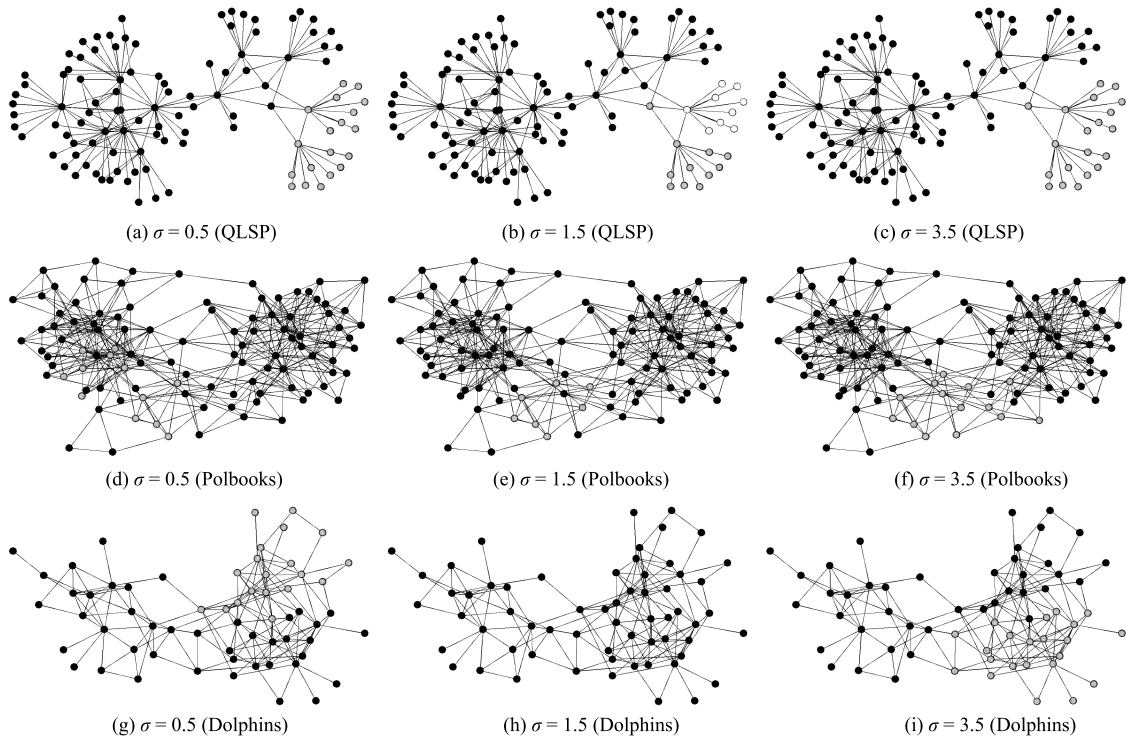 (a) σ = 0.5 (QLSP)
(b) σ = 1.5 (QLSP)
(c) σ = 3.5 (QLSP)
(d) σ = 0.5 (Polbooks)
(e) σ = 1.5 (Polbooks)
(f) σ = 3.5 (Polbooks)
(g) σ = 0.5 (Dolphins)
(h) σ = 1.5 (Dolphins)
(i) σ = 3.5 (Dolphins)